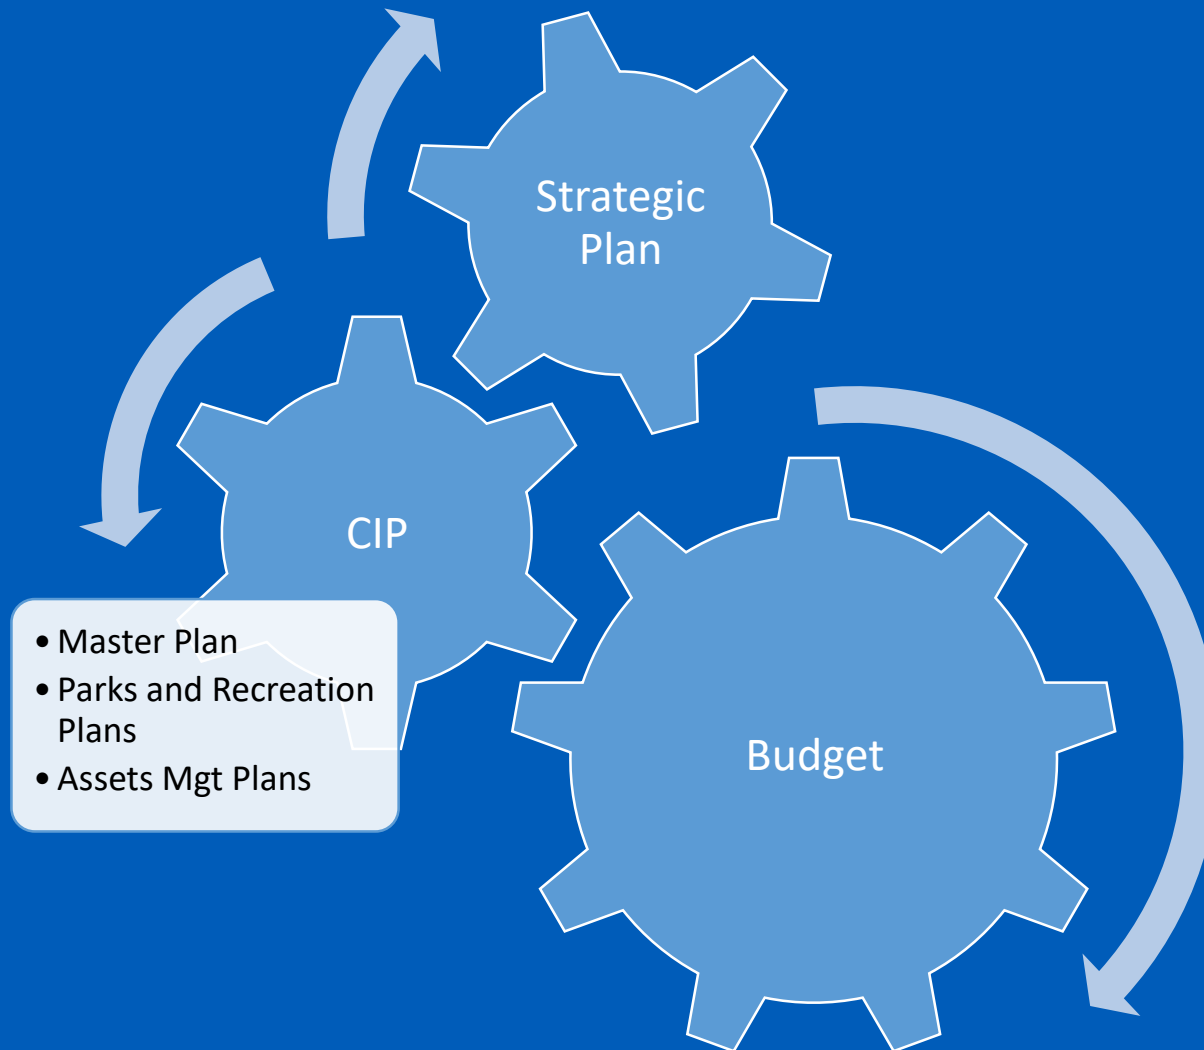 Strategic
Plan
CIP
• Master Plan
• Parks and Recreation
Plans
• Assets Mgt Plans
Budget